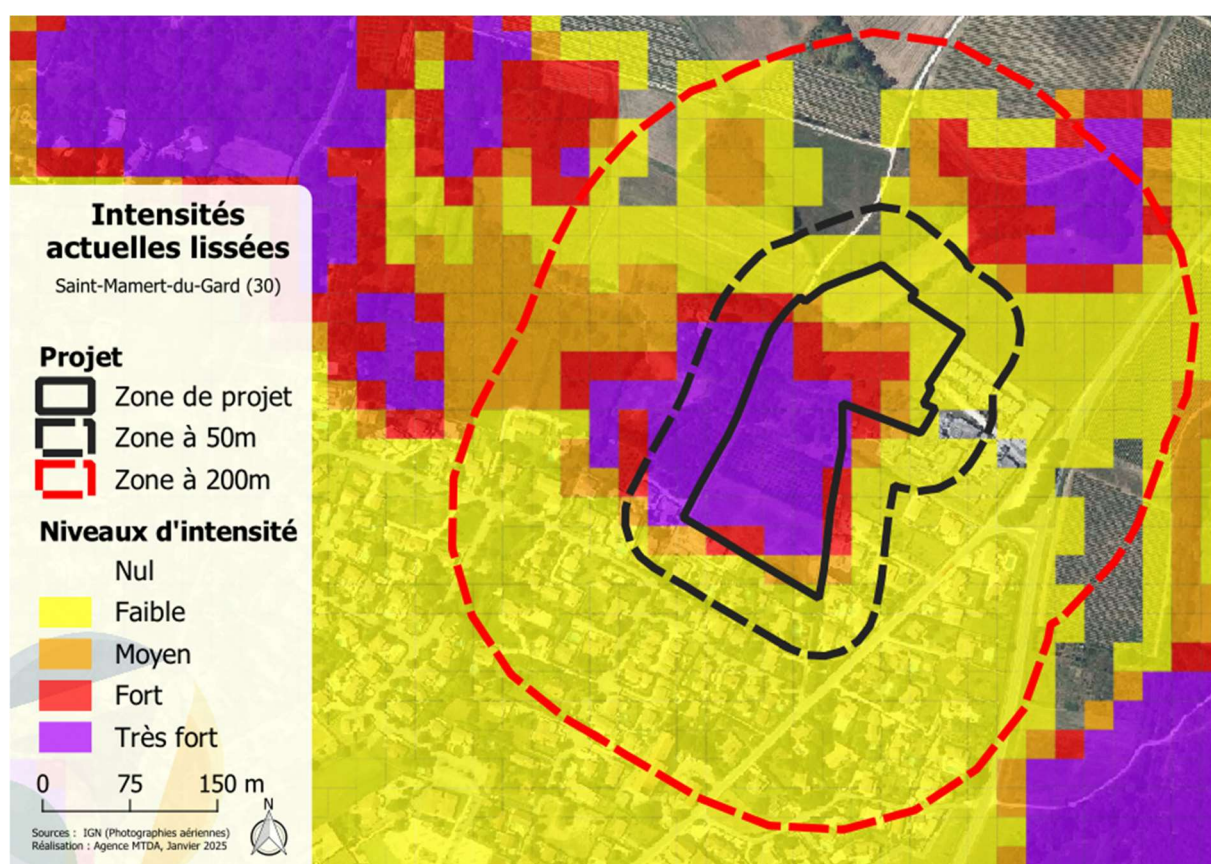 Intensités
actuelles lissées
Saint-Mamert-du-Gard (30)
Projet
Zone de projet
Zone à 50m
Zone à 200m
Niveaux d'intensité
Nul
Faible
Moyen
Fort
Très fort
0 75 150 m
N
Sources : IGN (Photographies aériennes)
Réalisation : Agence MTDA, Janvier 2025